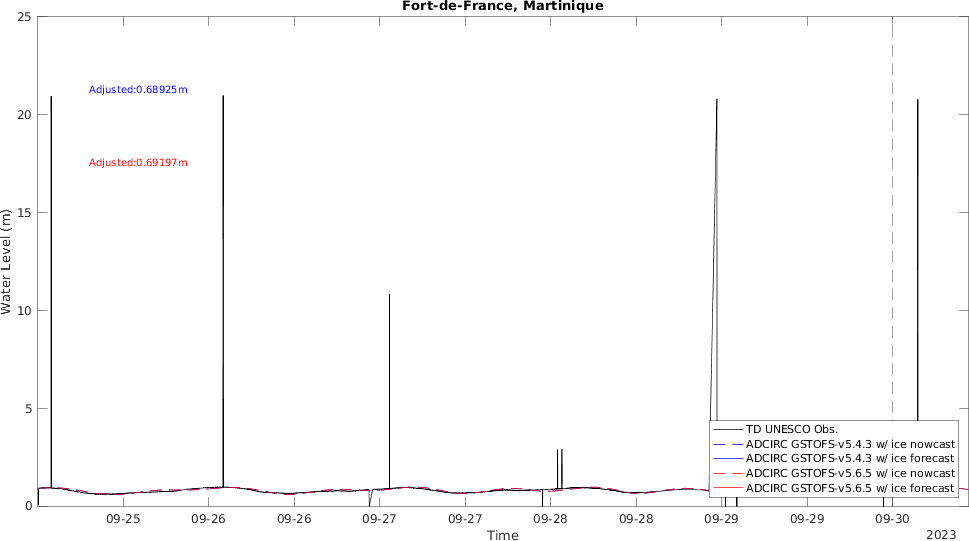 Fort-de-France, Martinique
25
20
15
10
5
0
Water Level (m)
Adjusted:0.68925m
Adjusted:0.69197m
TD UNESCO Obs.
ADCIRC GSTOFS-v5.4.3 w/ ice nowcast
ADCIRC GSTOFS-v5.4.3 w/ ice forecast
ADCIRC GSTOFS-v5.6.5 w/ ice nowcast
ADCIRC GSTOFS-v5.6.5 w/ ice forecast
09-25 09-26 09-26 09-27 09-27 09-28 09-28 09-29 09-29 09-30
Time
2023